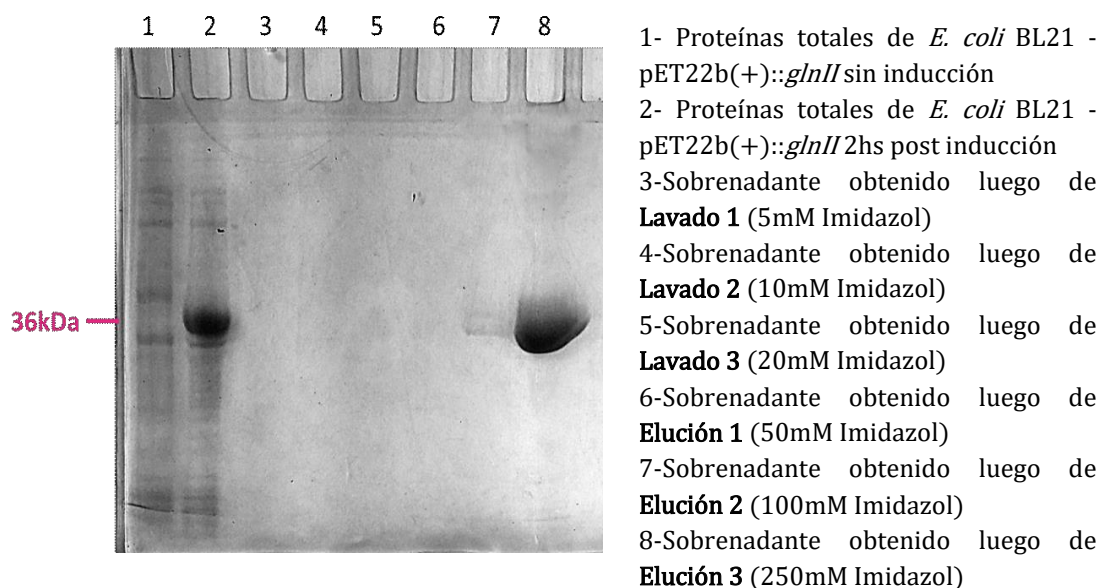 1 2 3 4 5 6 7 8
36kDa
1- Proteínas totales de E. coli BL21 -
pET22b(+)::glnII sin inducción
2- Proteínas totales de E. coli BL21 -
pET22b(+)::glnII 2hs post inducción
3-Sobrenadante obtenido luego de
Lavado 1 (5mM Imidazol)
4-Sobrenadante obtenido luego de
Lavado 2 (10mM Imidazol)
5-Sobrenadante obtenido luego de
Lavado 3 (20mM Imidazol)
6-Sobrenadante obtenido luego de
Elución 1 (50mM Imidazol)
7-Sobrenadante obtenido luego de
Elución 2 (100mM Imidazol)
8-Sobrenadante obtenido luego de
Elución 3 (250mM Imidazol)